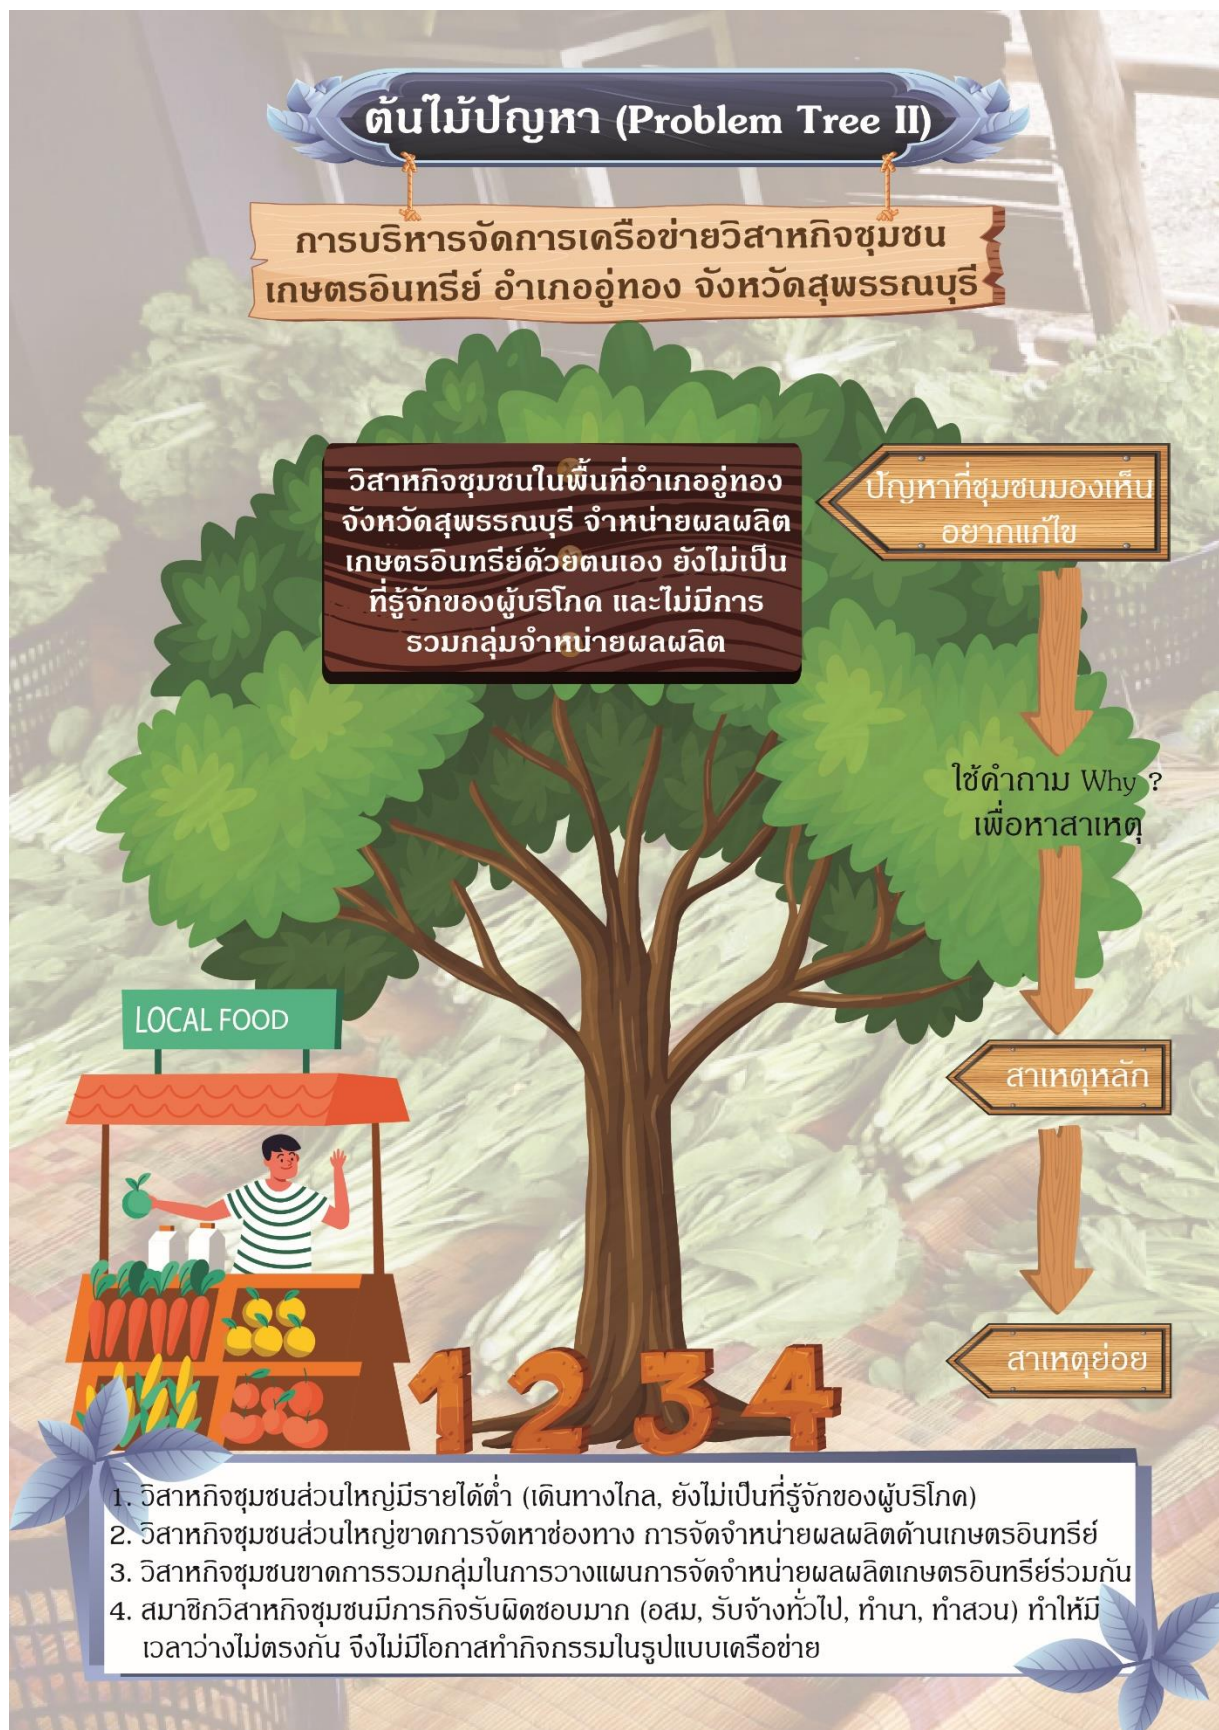 ต้นไม้ปัญหา (Problem Tree II)
การบริหารจัดการเครือข่ายวิสาหกิจชุมชน
เกษตรอินทรีย์ อำเภออู่ทอง จังหวัดสุพรรณบุรี
วิสาหกิจชุมชนในพื้นที่อำเภออู่ทอง
จังหวัดสุพรรณบุรี จำหน่ายผลผลิต
เกษตรอินทรีย์ด้วยตนเอง ยังไม่เป็น
ที่รู้จักของผู้บริโภค และไม่มีการ
รวมกลุ่มจำหน่ายผลผลิต
ปัญหาที่ชุมชนมองเห็น
อยากแก้ไข
ใช้คำถาม Why ?
เพื่อหาสาเหตุ
LOCAL FOOD
สาเหตุหลัก
สาเหตุย่อย
1 2 3 4
1. วิสาหกิจชุมชนส่วนใหญ่มีรายได้ต่ำ (เดินทางไกล, ยังไม่เป็นที่รู้จักของผู้บริโภค)
2. วิสาหกิจชุมชนส่วนใหญ่ขาดการจัดหาช่องทาง การจัดจำหน่ายผลผลิตด้านเกษตรอินทรีย์
3. วิสาหกิจชุมชนขาดการรวมกลุ่มในการวางแผนการจัดจำหน่ายผลผลิตเกษตรอินทรีย์ร่วมกัน
4. สมาชิกวิสาหกิจชุมชนมีภารกิจรับผิดชอบมาก (อสม, รับจ้างทั่วไป, ทำนา, ทำสวน) ทำให้มี
เวลาว่างไม่ตรงกัน จึงไม่มีโอกาสทำกิจกรรมในรูปแบบเครือข่าย